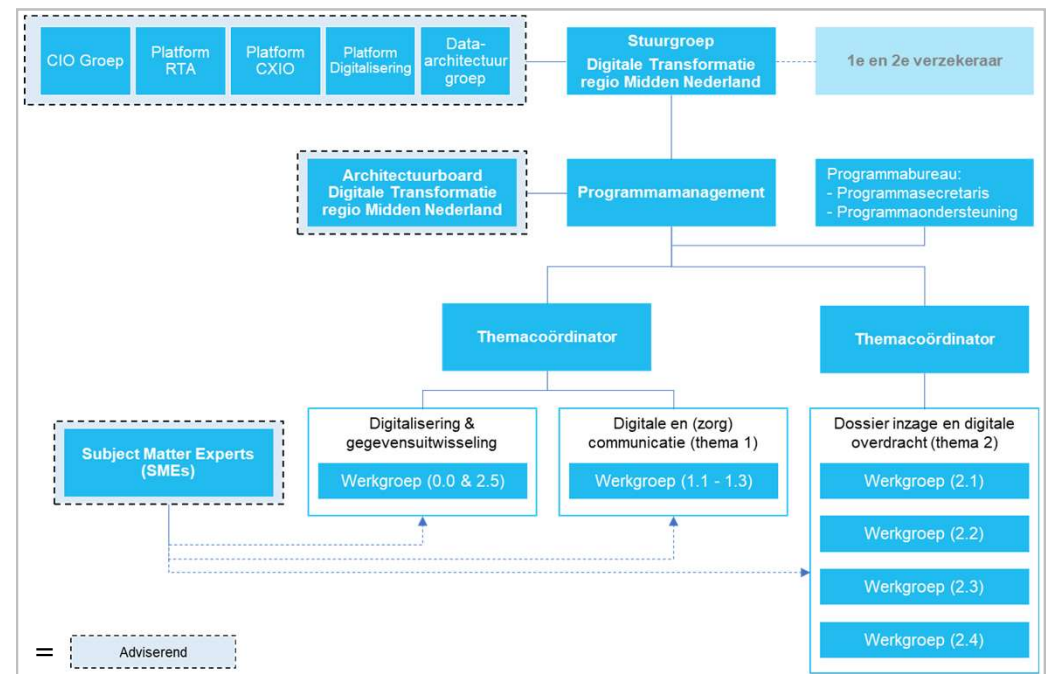 CIO Groep
Platform
RTA
Platform
CXIO
Platform
Digitalisering
Data-
architectuur
groep
Stuurgroep
Digitale Transformatie
regio Midden Nederland
1e en 2e verzekeraar
Architectuurboard
Digitale Transformatie
regio Midden Nederland
Programmamanagement
Programmabureau:
- Programmasecretaris
- Programmaondersteuning
Themacoördinator
Themacoördinator
Subject Matter Experts
(SMEs)
Digitalisering &
gegevensuitwisseling
Werkgroep (0.0 & 2.5)
Digitale en (zorg)
communicatie (thema 1)
Werkgroep (1.1 - 1.3)
Dossier inzage en digitale
overdracht (thema 2)
Werkgroep (2.1)
Werkgroep (2.2)
Werkgroep (2.3)
Werkgroep (2.4)
= Adviserend